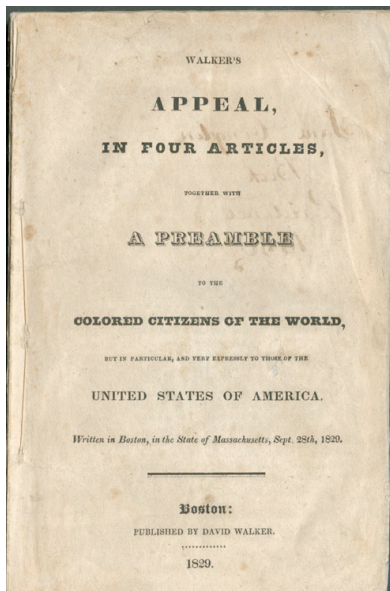 WALKER'S
APPEAL,
IN FOUR ARTICLES,
TOGETHER WITH
A PREAMBLE
TO THE
COLORED CITIZENS OF THE WORLD,
BUT IN PARTICULAR, AND VERY EXPRESSLY TO THOSE OF THE
UNITED STATES OF AMERICA.
Written in Boston, in the State of Massachusetts, Sept. 28th, 1829.
Boston:
PUBLISHED BY DAVID WALKER.
1829.